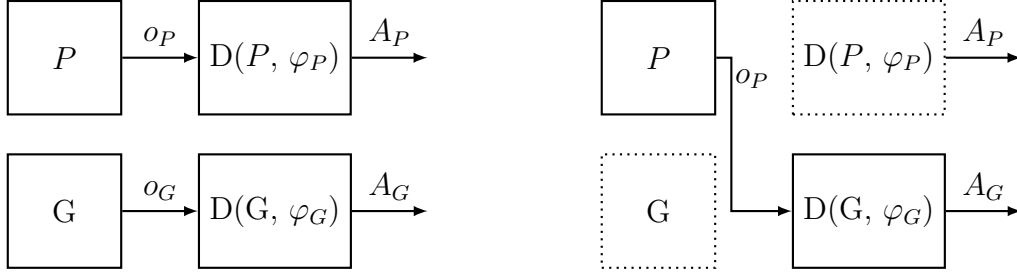 P o_P D(P, φ_P) A_P
G o_G D(G, φ_G) A_G
P o_P D(P, φ_P) A_P
G D(G, φ_G) A_G